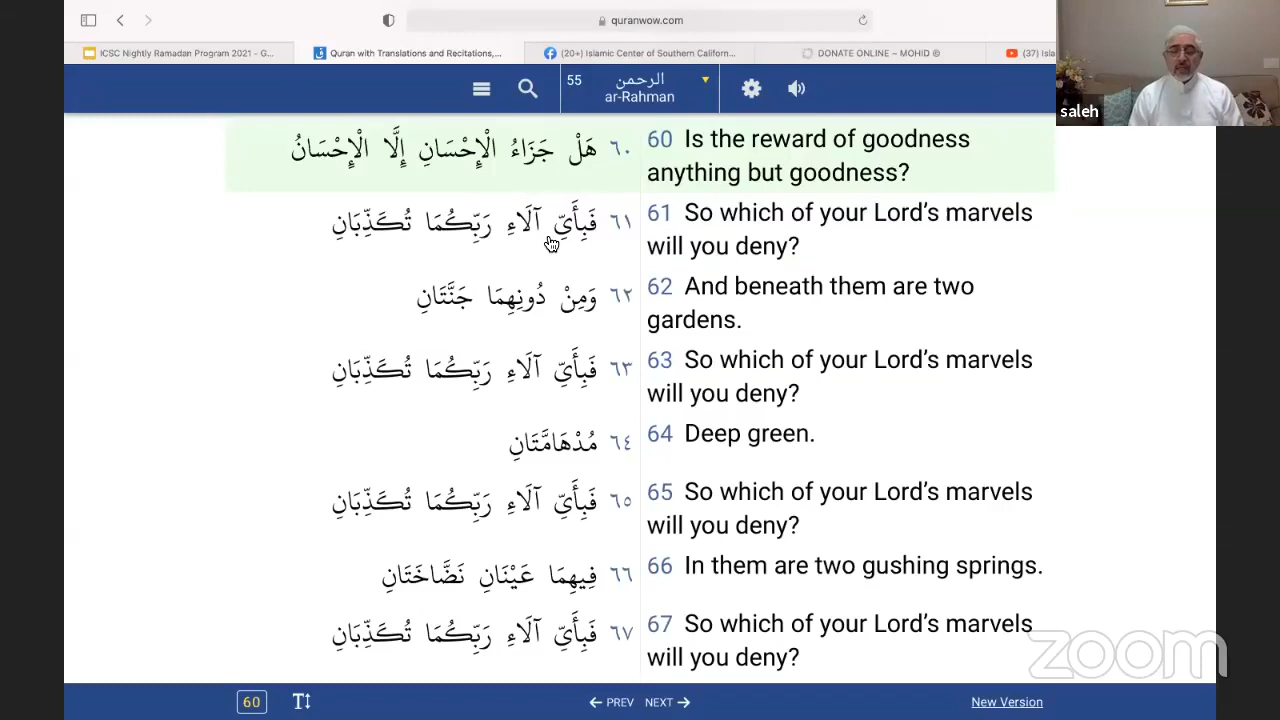 quranwow.com
ICSC Nightly Ramadan Program 2021 - G...
Quran with Translations and Recitations,...
(20+) Islamic Center of Southern Californ...
DONATE ONLINE – MOHID ®
(37) Isla
saleh
55
الرحمن
ar-Rahman
٦٠ هَلْ جَزَاءُ الْإِحْسَانِ إِلَّا الْإِحْسَانُ
60 Is the reward of goodness
anything but goodness?
٦١ فَبِأَيِّ آلَاءِ رَبِّكُمَا تُكَذِّبَانِ
61 So which of your Lord’s marvels
will you deny?
٦٢ وَمِنْ دُونِهِمَا جَنَّتَانِ
62 And beneath them are two
gardens.
٦٣ فَبِأَيِّ آلَاءِ رَبِّكُمَا تُكَذِّبَانِ
63 So which of your Lord’s marvels
will you deny?
٦٤ مُدْهَامَّتَانِ
64 Deep green.
٦٥ فَبِأَيِّ آلَاءِ رَبِّكُمَا تُكَذِّبَانِ
65 So which of your Lord’s marvels
will you deny?
٦٦ فِيهِمَا عَيْنَانِ نَضَّاخَتَانِ
66 In them are two gushing springs.
٦٧ فَبِأَيِّ آلَاءِ رَبِّكُمَا تُكَذِّبَانِ
67 So which of your Lord’s marvels
will you deny?
zoom
60
PREV NEXT
New Version